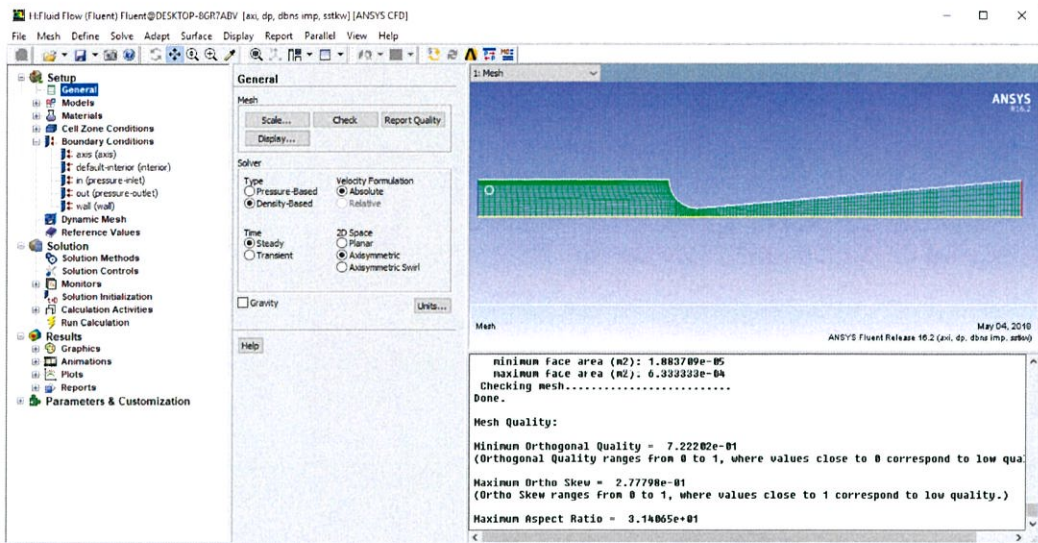 H:Fluid Flow (Fluent) Fluent@DESKTOP-8GR7ABV [axi, dp, dbns imp, sstkw] [ANSYS CFD]
File Mesh Define Solve Adapt Surface Display Report Parallel View Help
Setup
General
Models
Materials
Cell Zone Conditions
Boundary Conditions
axis (axis)
default-interior (interior)
in (pressure-inlet)
out (pressure-outlet)
wall (wall)
Dynamic Mesh
Reference Values
Solution
Solution Methods
Solution Controls
Monitors
Solution Initialization
Calculation Activities
Run Calculation
Results
Graphics
Animations
Plots
Reports
Parameters & Customization
General
Mesh
Scale... Check Report Quality
Display...
Solver
Type Velocity Formulation
Pressure-Based Absolute
Density-Based Relative
Time 2D Space
Steady Planar
Transient Axisymmetric
Axisymmetric Swirl
Gravity Units...
Help
1: Mesh
ANSYS
R16.2
Mesh May 04, 2018
ANSYS Fluent Release 16.2 (axi, dp, dbns imp, sstkw)
minimum face area (m2): 1.883709e-05
maximum face area (m2): 6.333333e-04
Checking mesh.........................
Done.
Mesh Quality:
Minimum Orthogonal Quality = 7.22202e-01
(Orthogonal Quality ranges from 0 to 1, where values close to 0 correspond to low qua
Maximum Ortho Skew = 2.77798e-01
(Ortho Skew ranges from 0 to 1, where values close to 1 correspond to low quality.)
Maximum Aspect Ratio = 3.14065e+01